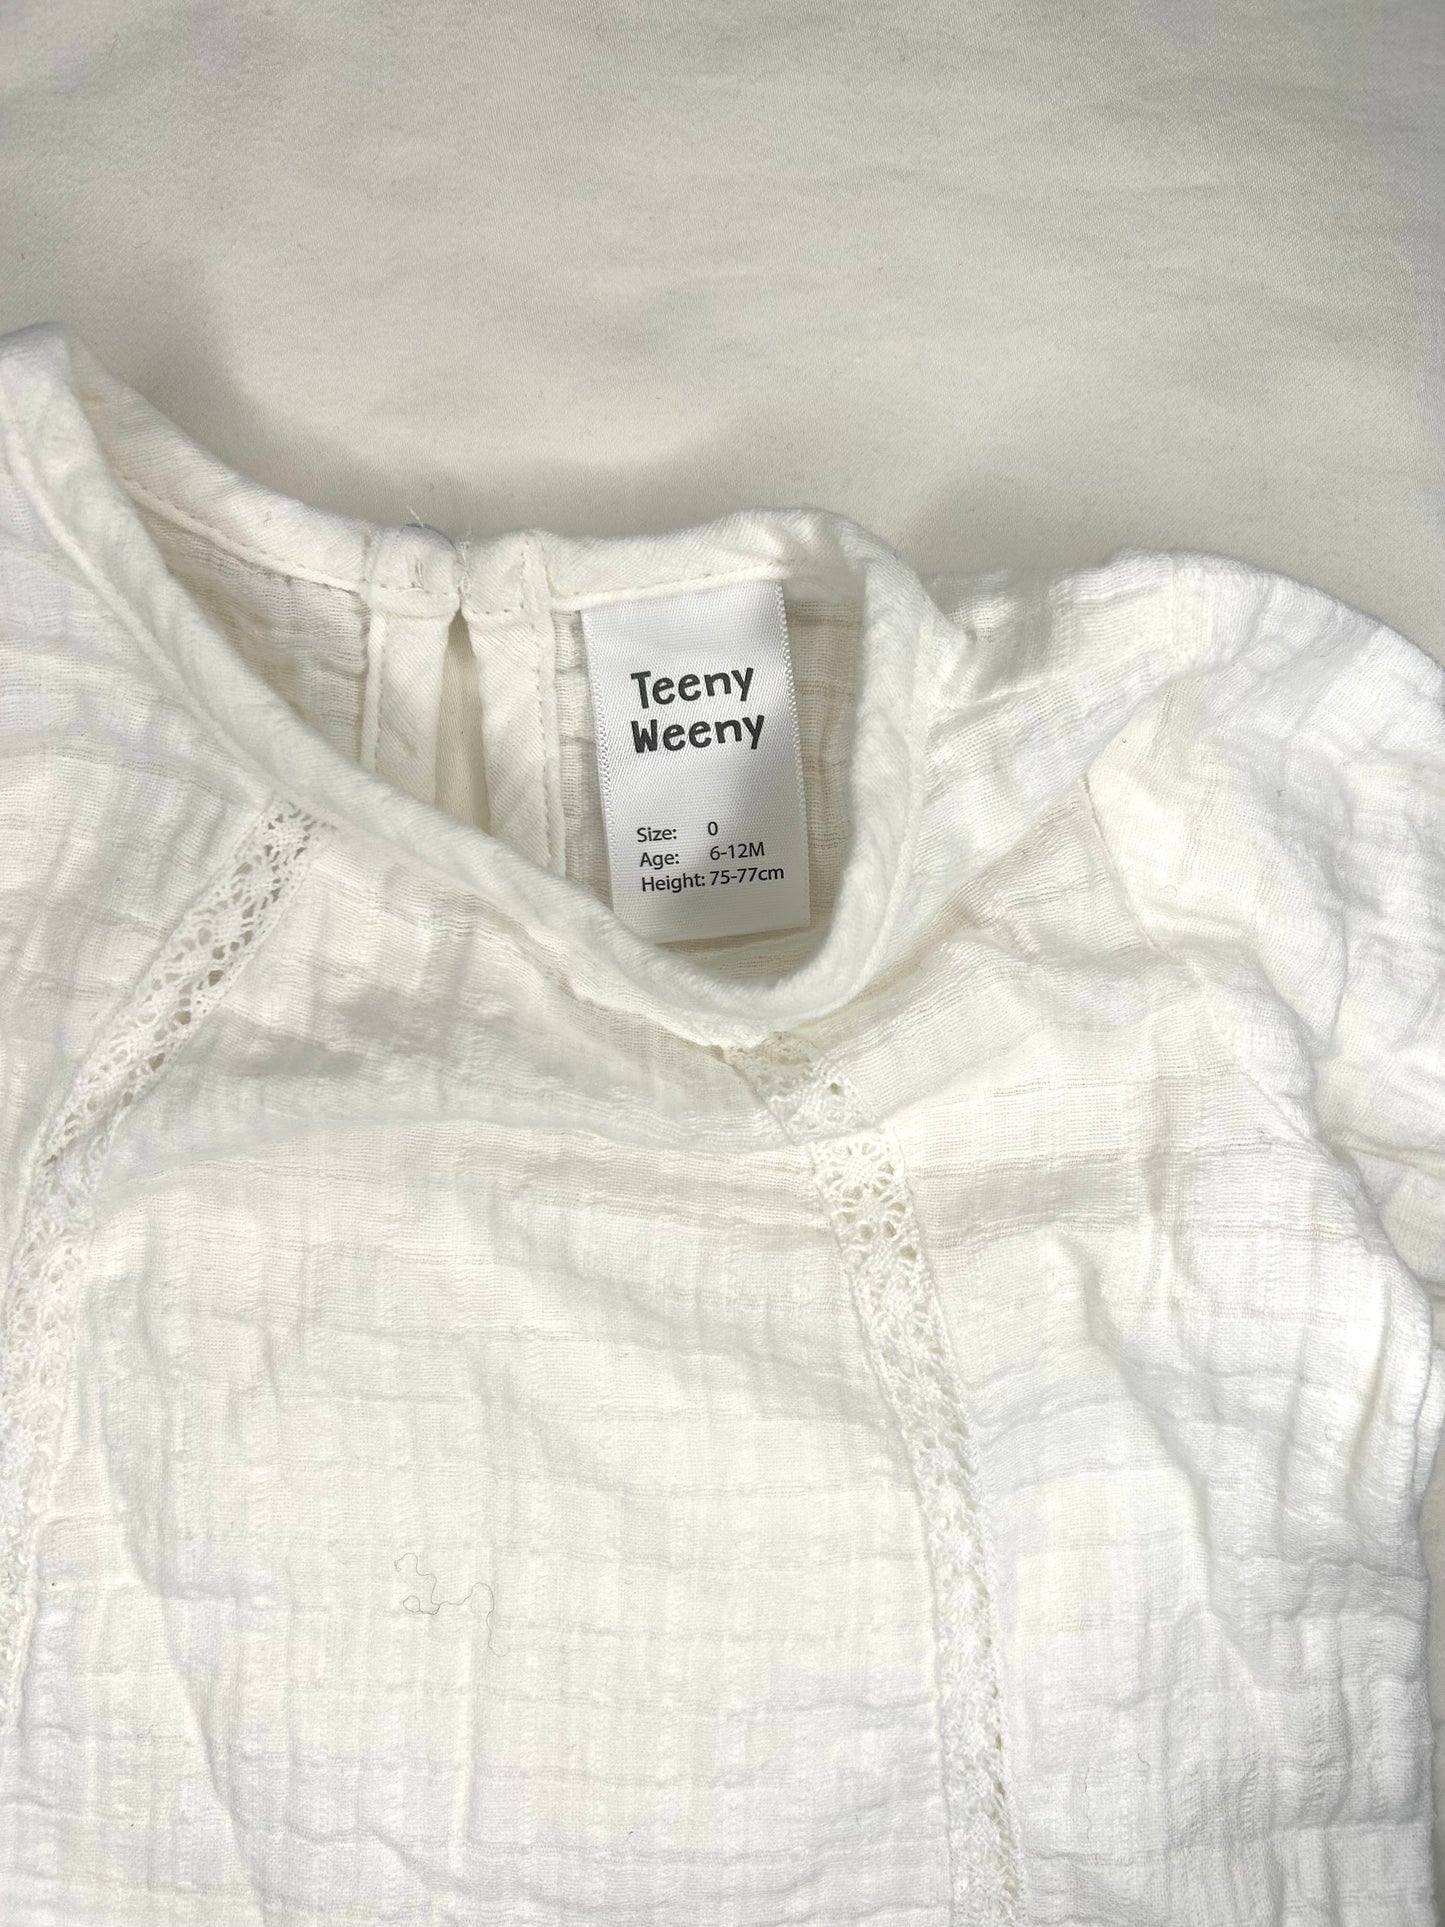 Teeny
Weeny
Size: 0
Age: 6-12M
Height: 75-77cm